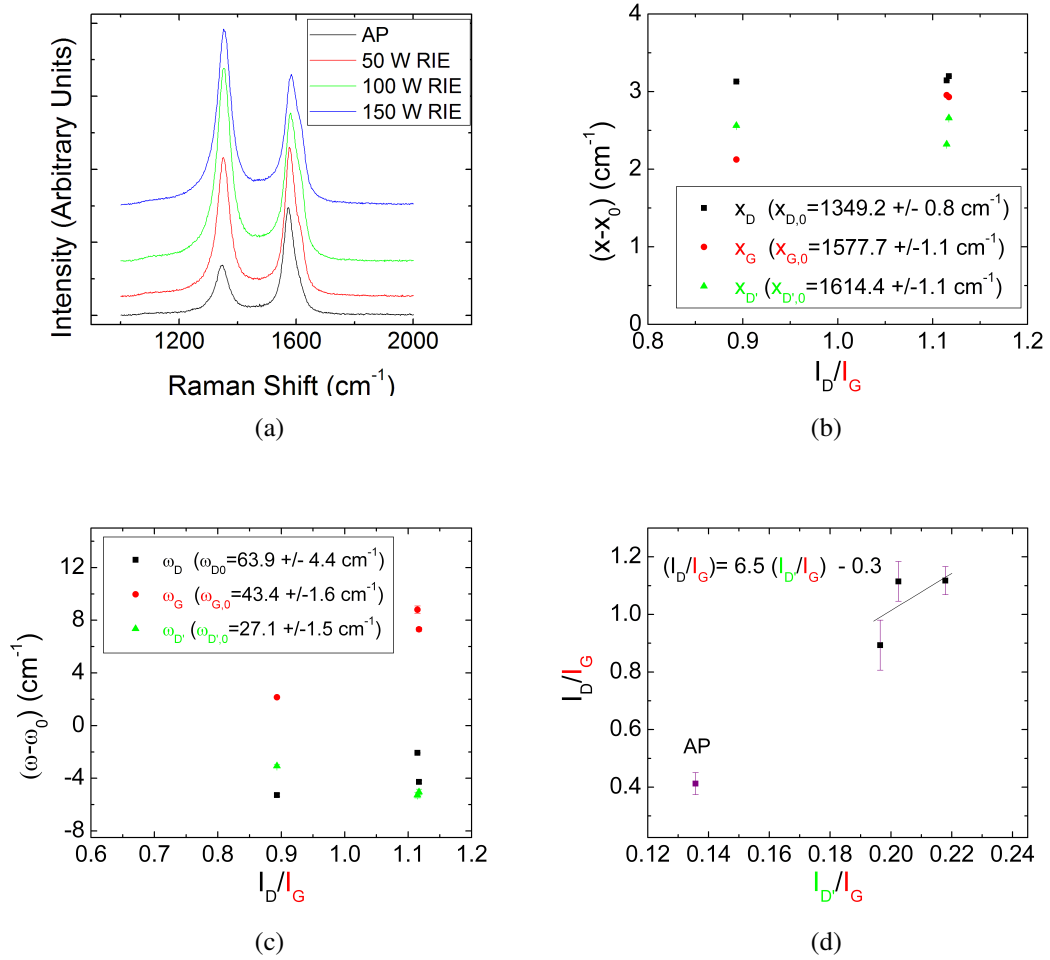 AP
50 W RIE
100 W RIE
150 W RIE
Intensity (Arbitrary Units)
1200 1600 2000
Raman Shift (cm⁻¹)
(a)
4
3
2
1
0
(x-x₀) (cm⁻¹)
x_D (x_D,0=1349.2 +/- 0.8 cm⁻¹)
x_G (x_G,0=1577.7 +/-1.1 cm⁻¹)
x_D' (x_D',0=1614.4 +/-1.1 cm⁻¹)
0.8 0.9 1.0 1.1 1.2
I_D/I_G
(b)
12
8
4
0
-4
-8
(ω-ω₀) (cm⁻¹)
ω_D (ω_D0=63.9 +/- 4.4 cm⁻¹)
ω_G (ω_G,0=43.4 +/-1.6 cm⁻¹)
ω_D' (ω_D',0=27.1 +/-1.5 cm⁻¹)
0.6 0.7 0.8 0.9 1.0 1.1 1.2
I_D/I_G
(c)
1.2
1.0
0.8
0.6
0.4
I_D/I_G
(I_D/I_G)= 6.5 (I_D'/I_G) - 0.3
AP
0.12 0.14 0.16 0.18 0.20 0.22 0.24
I_D'/I_G
(d)